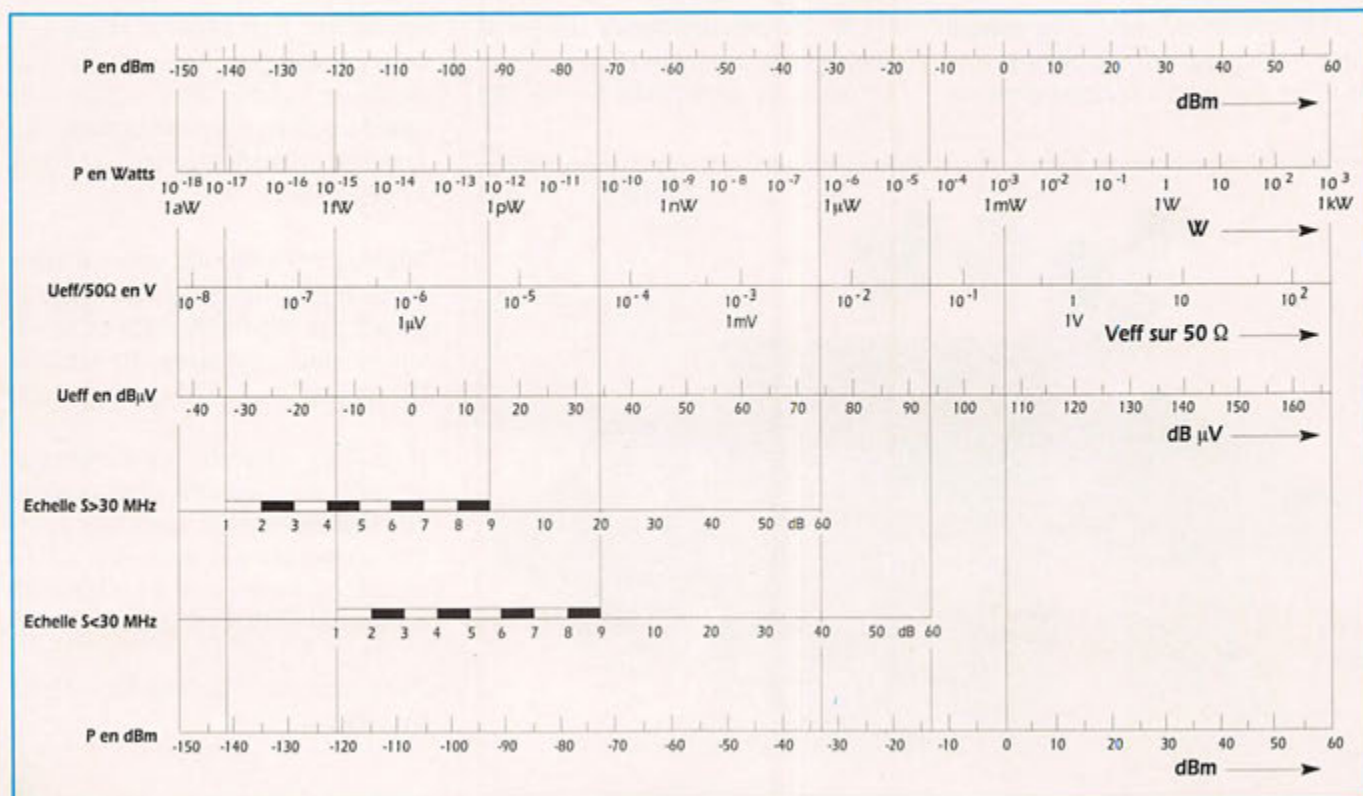 P en dBm -150 -140 -130 -120 -110 -100 -90 -80 -70 -60 -50 -40 -30 -20 -10 0 10 20 30 40 50 60
dBm
P en Watts 10⁻¹⁸ 10⁻¹⁷ 10⁻¹⁶ 10⁻¹⁵ 10⁻¹⁴ 10⁻¹³ 10⁻¹² 10⁻¹¹ 10⁻¹⁰ 10⁻⁹ 10⁻⁸ 10⁻⁷ 10⁻⁶ 10⁻⁵ 10⁻⁴ 10⁻³ 10⁻² 10⁻¹ 1 10 10² 10³
1aW 1fW 1pW 1nW 1µW 1mW 1W 1kW
W
Ueff/50Ω en V 10⁻⁸ 10⁻⁷ 10⁻⁶ 10⁻⁵ 10⁻⁴ 10⁻³ 10⁻² 10⁻¹ 1 10 10²
1µV 1mV 1V
Veff sur 50 Ω
Ueff en dBµV -40 -30 -20 -10 0 10 20 30 40 50 60 70 80 90 100 110 120 130 140 150 160
dB µV
Echelle S>30 MHz 1 2 3 4 5 6 7 8 9 10 20 30 40 50 dB 60
Echelle S<30 MHz 1 2 3 4 5 6 7 8 9 10 20 30 40 50 dB 60
P en dBm -150 -140 -130 -120 -110 -100 -90 -80 -70 -60 -50 -40 -30 -20 -10 0 10 20 30 40 50 60
dBm